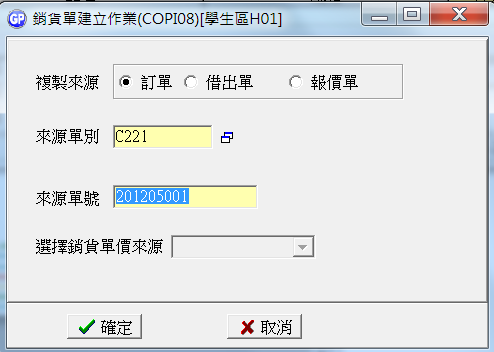 GP 銷貨單建立作業(COPI08)[學生區H01]
複製來源 訂單 借出單 報價單
來源單別 C221
來源單號 201205001
選擇銷貨單價來源
確定 取消